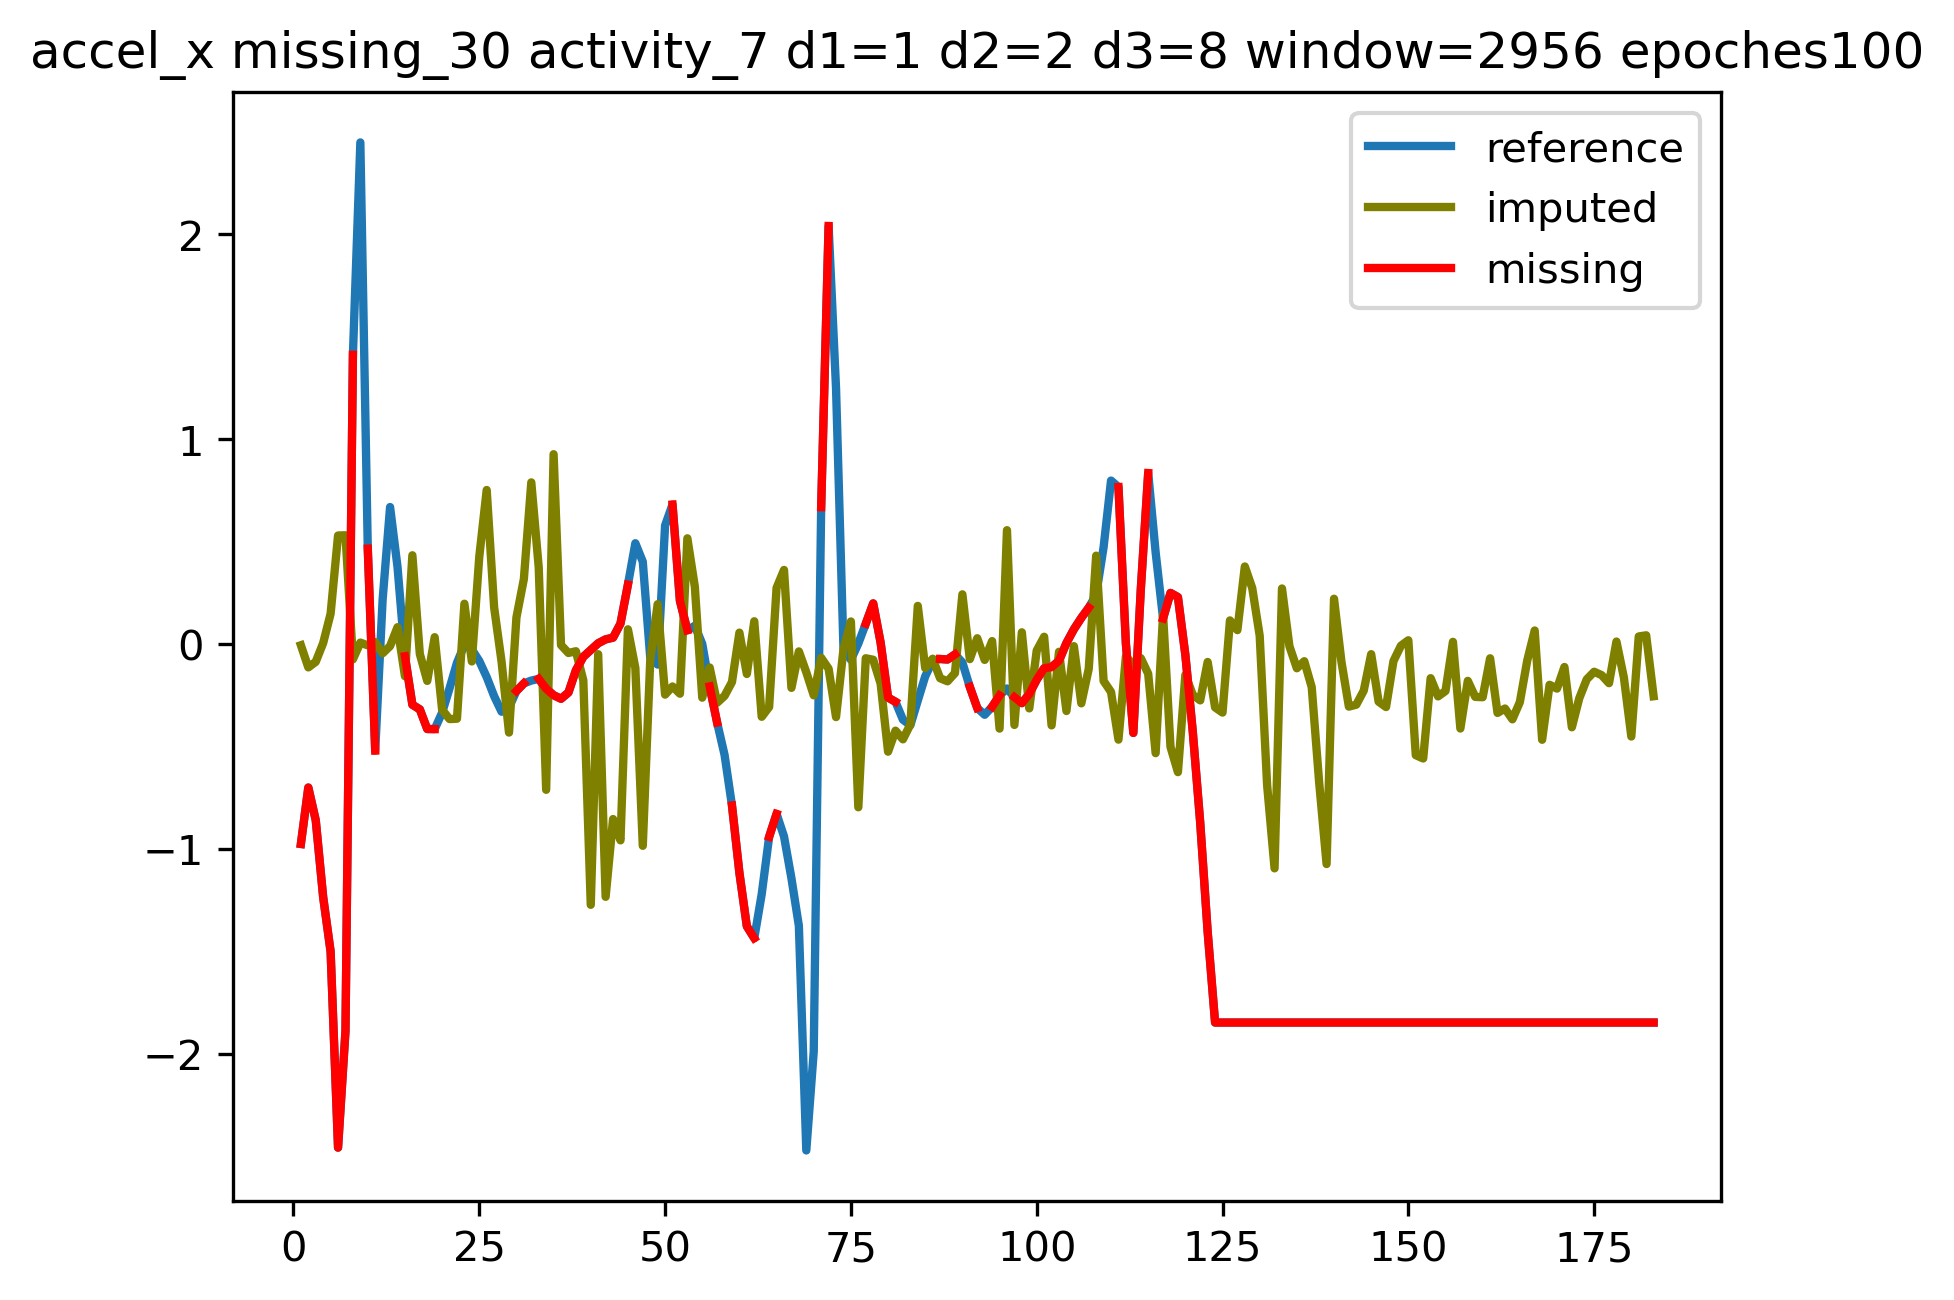 accel_x missing_30 activity_7 d1=1 d2=2 d3=8 window=2956 epoches100
reference
imputed
missing
2
1
0
−1
−2
0 25 50 75 100 125 150 175